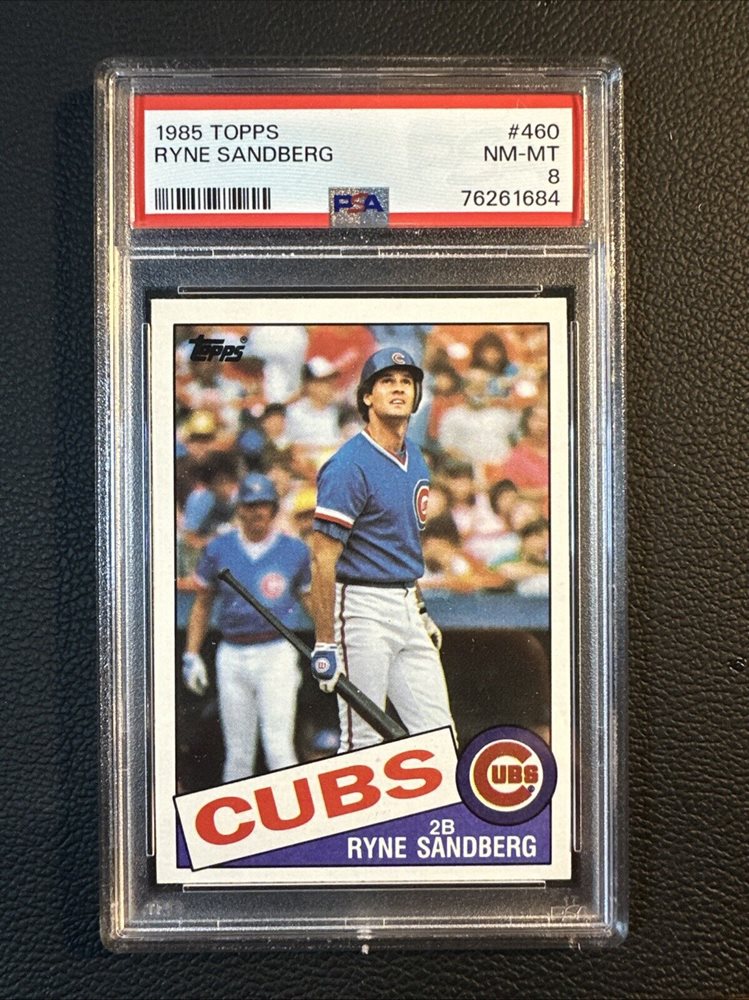 1985 TOPPS #460
RYNE SANDBERG NM-MT
8
76261684
PSA
Topps®
C
C
CUBS
CUBS
2B
RYNE SANDBERG